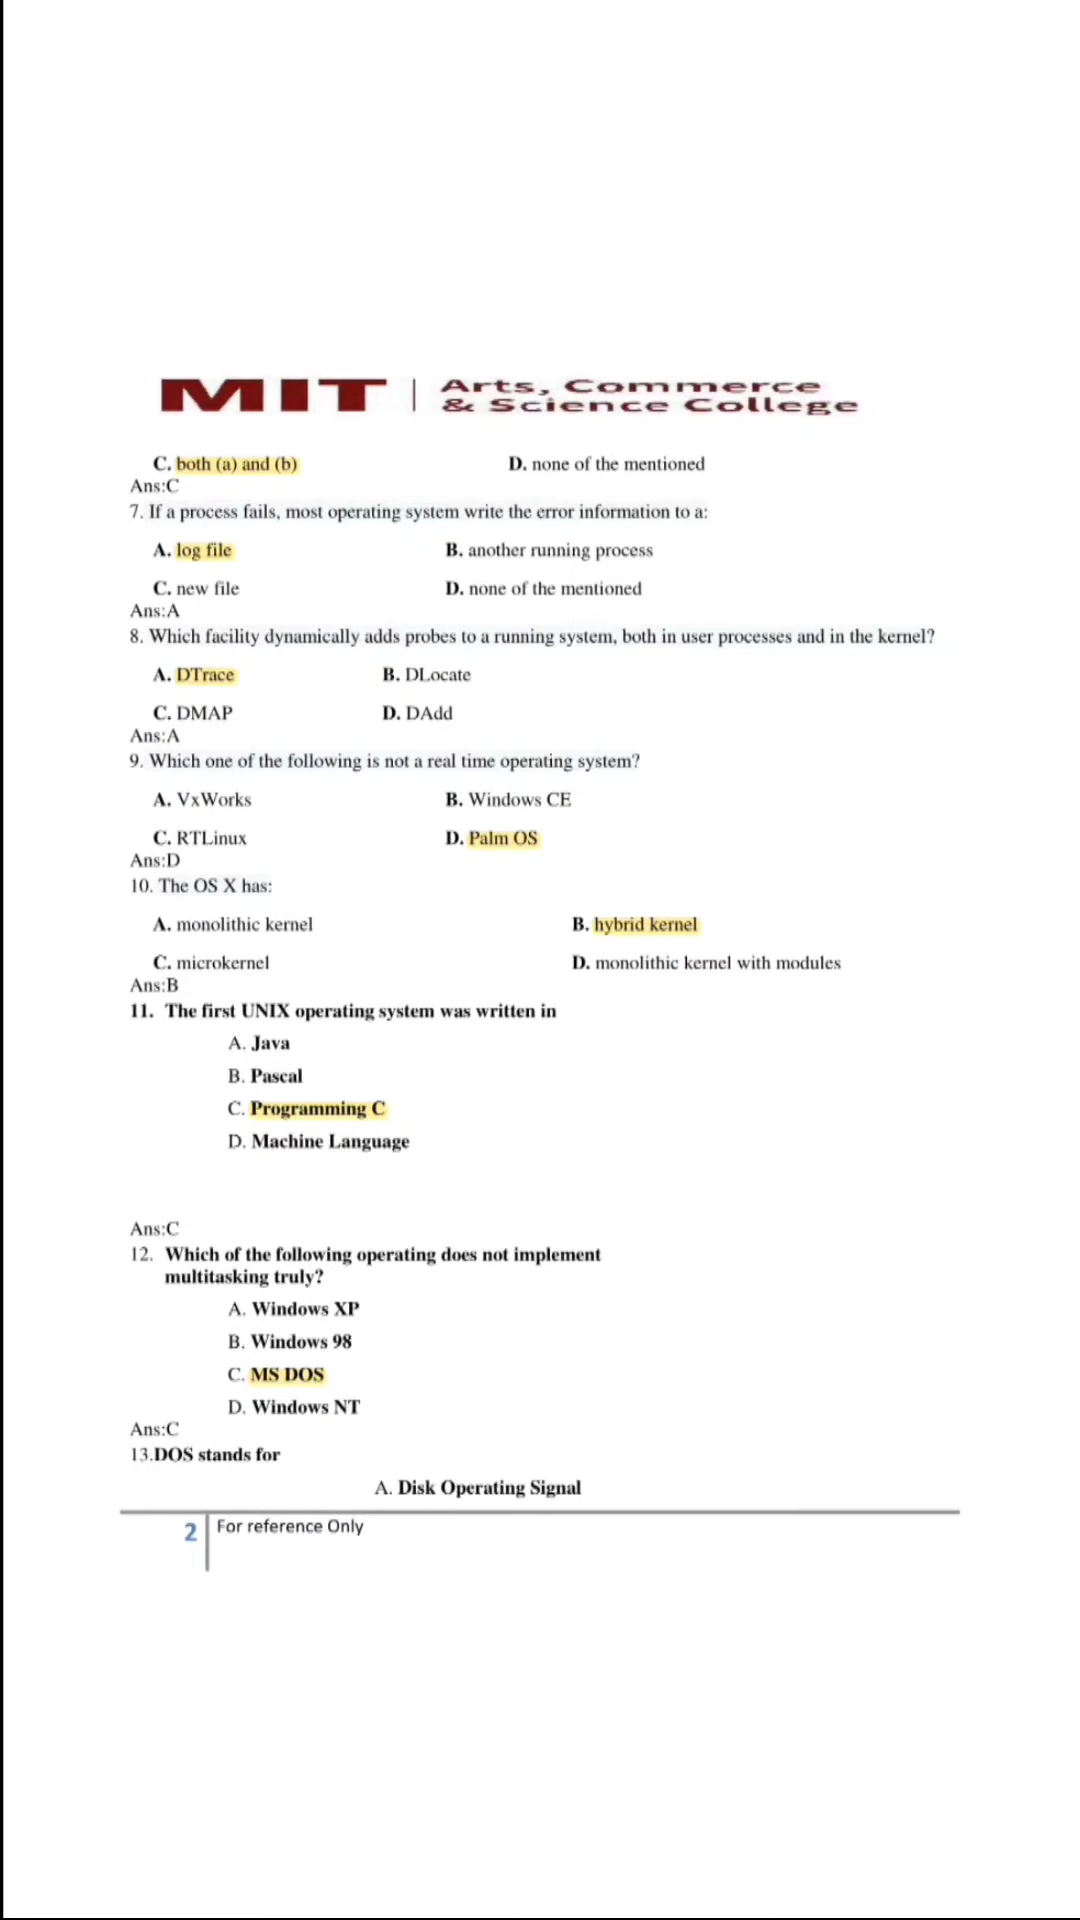 MIT | Arts, Commerce
& Science College
C. both (a) and (b) D. none of the mentioned
Ans:C
7. If a process fails, most operating system write the error information to a:
A. log file B. another running process
C. new file D. none of the mentioned
Ans:A
8. Which facility dynamically adds probes to a running system, both in user processes and in the kernel?
A. DTrace B. DLocate
C. DMAP D. DAdd
Ans:A
9. Which one of the following is not a real time operating system?
A. VxWorks B. Windows CE
C. RTLinux D. Palm OS
Ans:D
10. The OS X has:
A. monolithic kernel B. hybrid kernel
C. microkernel D. monolithic kernel with modules
Ans:B
11. The first UNIX operating system was written in
A. Java
B. Pascal
C. Programming C
D. Machine Language
Ans:C
12. Which of the following operating does not implement
multitasking truly?
A. Windows XP
B. Windows 98
C. MS DOS
D. Windows NT
Ans:C
13.DOS stands for
A. Disk Operating Signal
2 For reference Only